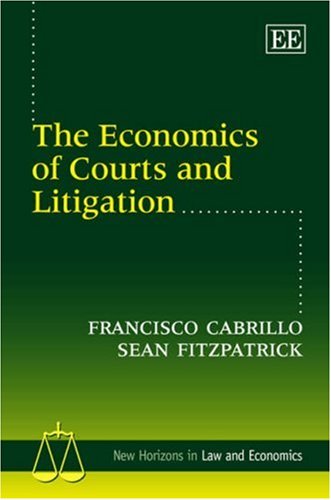 EE
The Economics
of Courts and
Litigation
FRANCISCO CABRILLO
SEAN FITZPATRICK
New Horizons in Law and Economics